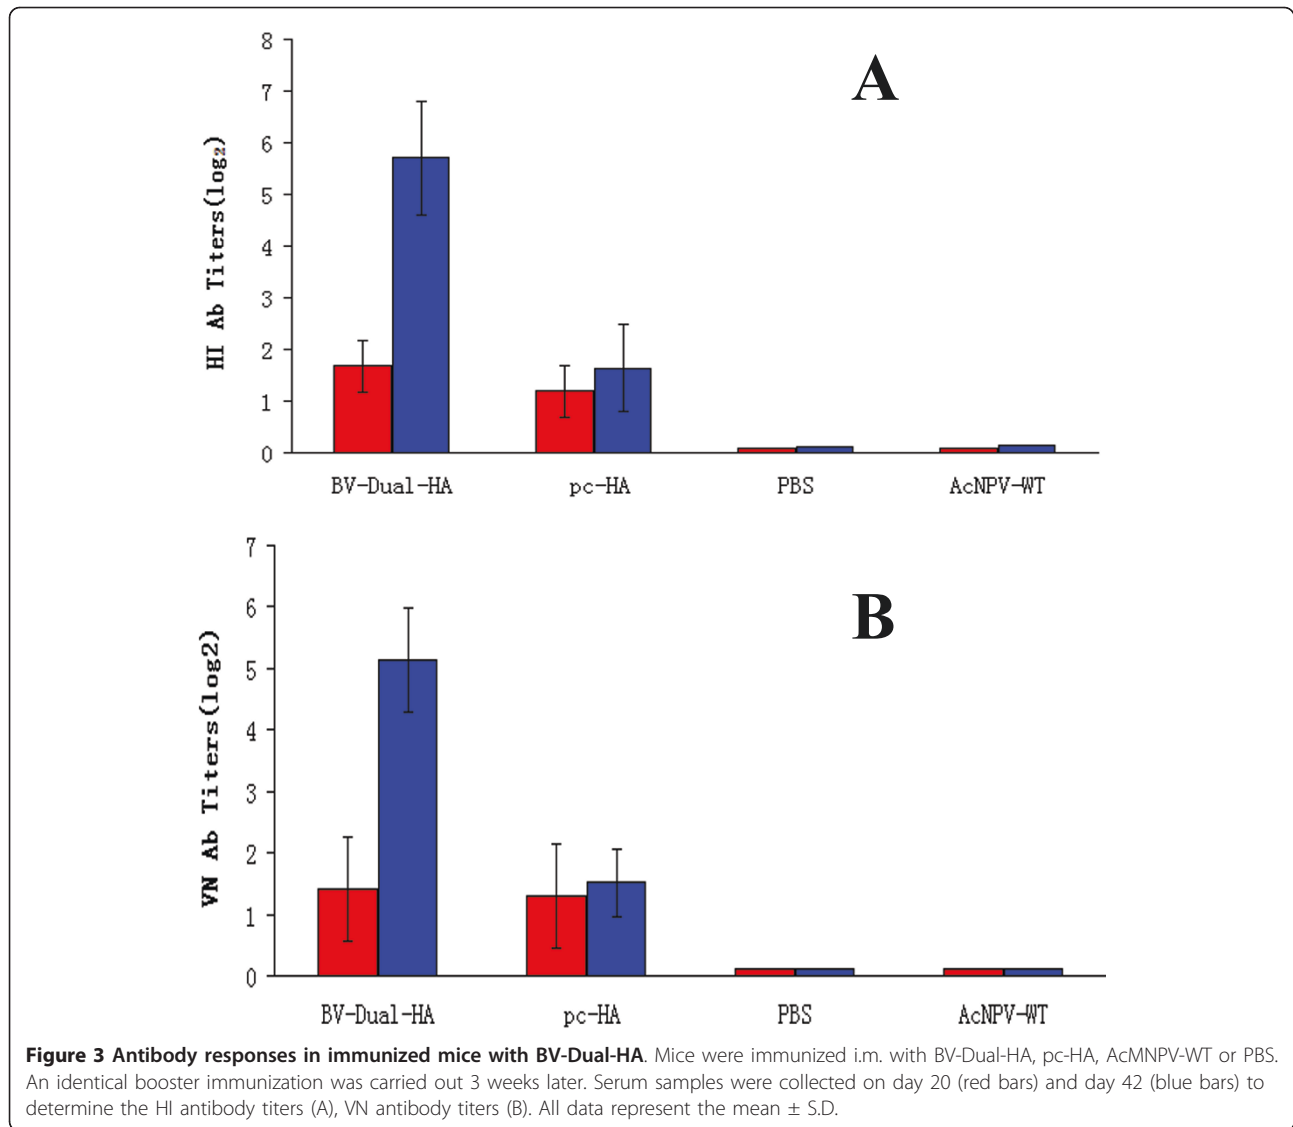 A
8
7
6
5
4
3
2
1
0
HI Ab Titers(log₂)
BV-Dual-HA pc-HA PBS AcNPV-WT
B
7
6
5
4
3
2
1
0
VN Ab Titers(log2)
BV-Dual-HA pc-HA PBS AcNPV-WT
Figure 3 Antibody responses in immunized mice with BV-Dual-HA. Mice were immunized i.m. with BV-Dual-HA, pc-HA, AcMNPV-WT or PBS.
An identical booster immunization was carried out 3 weeks later. Serum samples were collected on day 20 (red bars) and day 42 (blue bars) to
determine the HI antibody titers (A), VN antibody titers (B). All data represent the mean ± S.D.